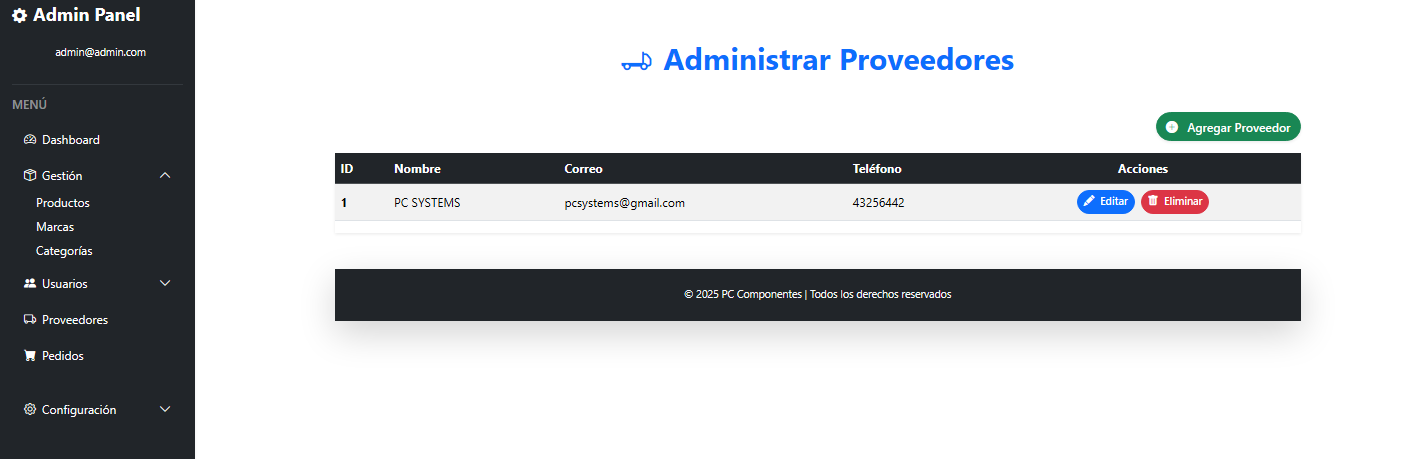 Admin Panel
admin@admin.com
MENÚ
Dashboard
Gestión
Productos
Marcas
Categorías
Usuarios
Proveedores
Pedidos
Configuración
Administrar Proveedores
Agregar Proveedor
ID Nombre Correo Teléfono Acciones
1 PC SYSTEMS pcsystems@gmail.com 43256442 Editar Eliminar
© 2025 PC Componentes | Todos los derechos reservados